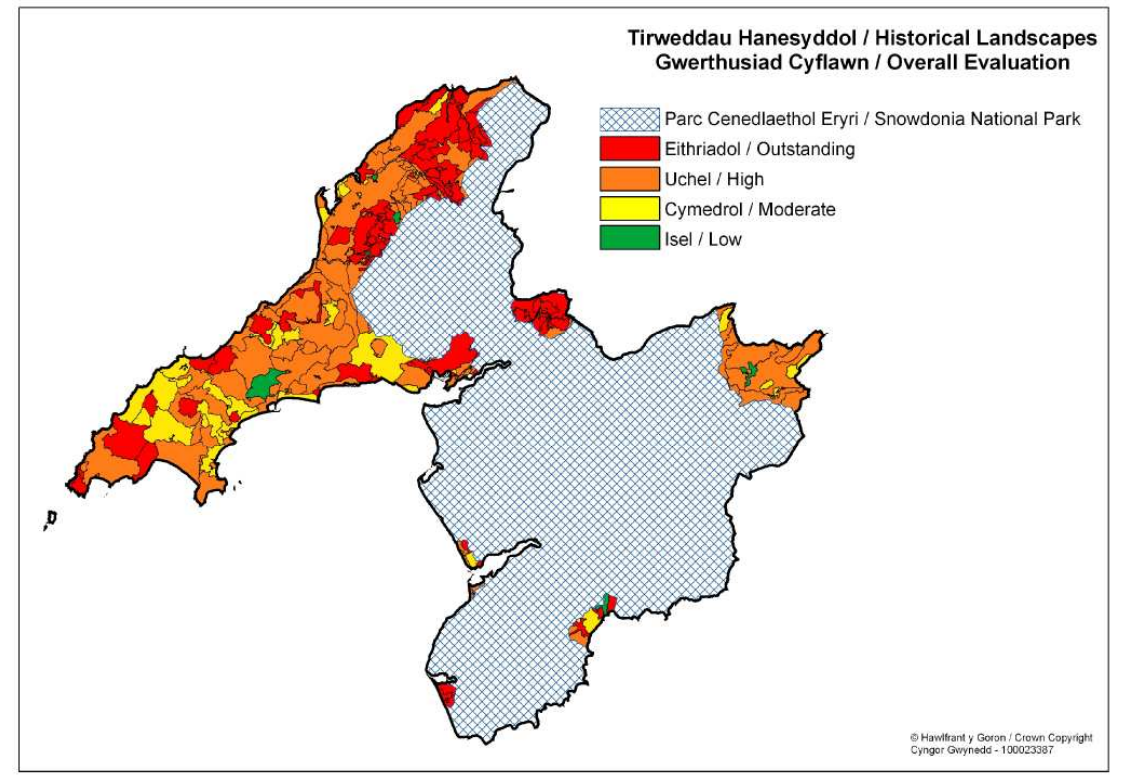 Tirweddau Hanesyddol / Historical Landscapes
Gwerthusiad Cyflawn / Overall Evaluation
Parc Cenedlaethol Eryri / Snowdonia National Park
Eithriadol / Outstanding
Uchel / High
Cymedrol / Moderate
Isel / Low
© Hawlfraint y Goron / Crown Copyright
Cyngor Gwynedd - 100023387